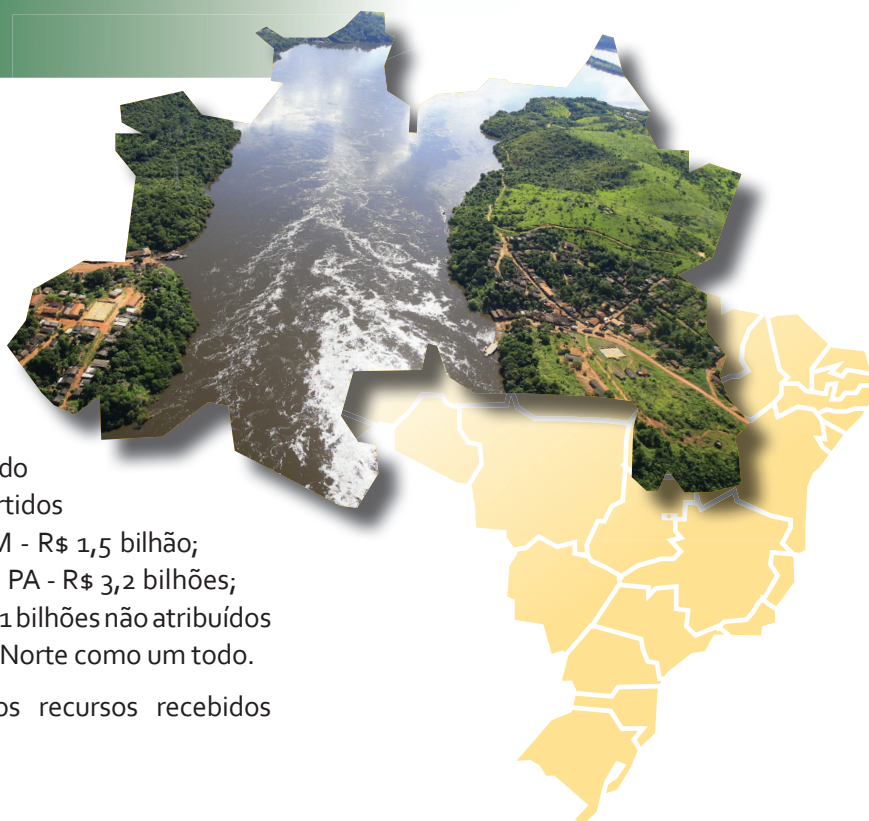 do
rtidos
M - R$ 1,5 bilhão;
PA - R$ 3,2 bilhões;
1 bilhões não atribuídos
Norte como um todo.
os recursos recebidos